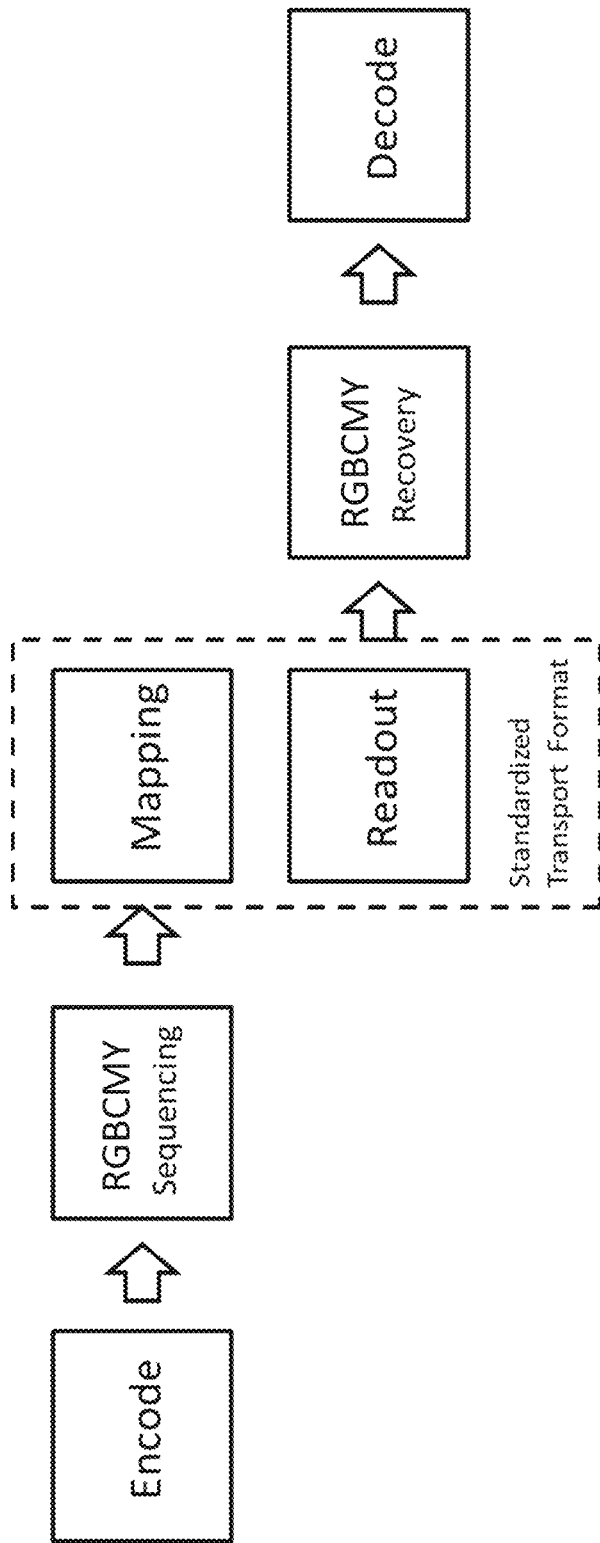 Encode
RGBCMY
Sequencing
Mapping
Readout
Standardized
Transport Format
RGBCMY
Recovery
Decode